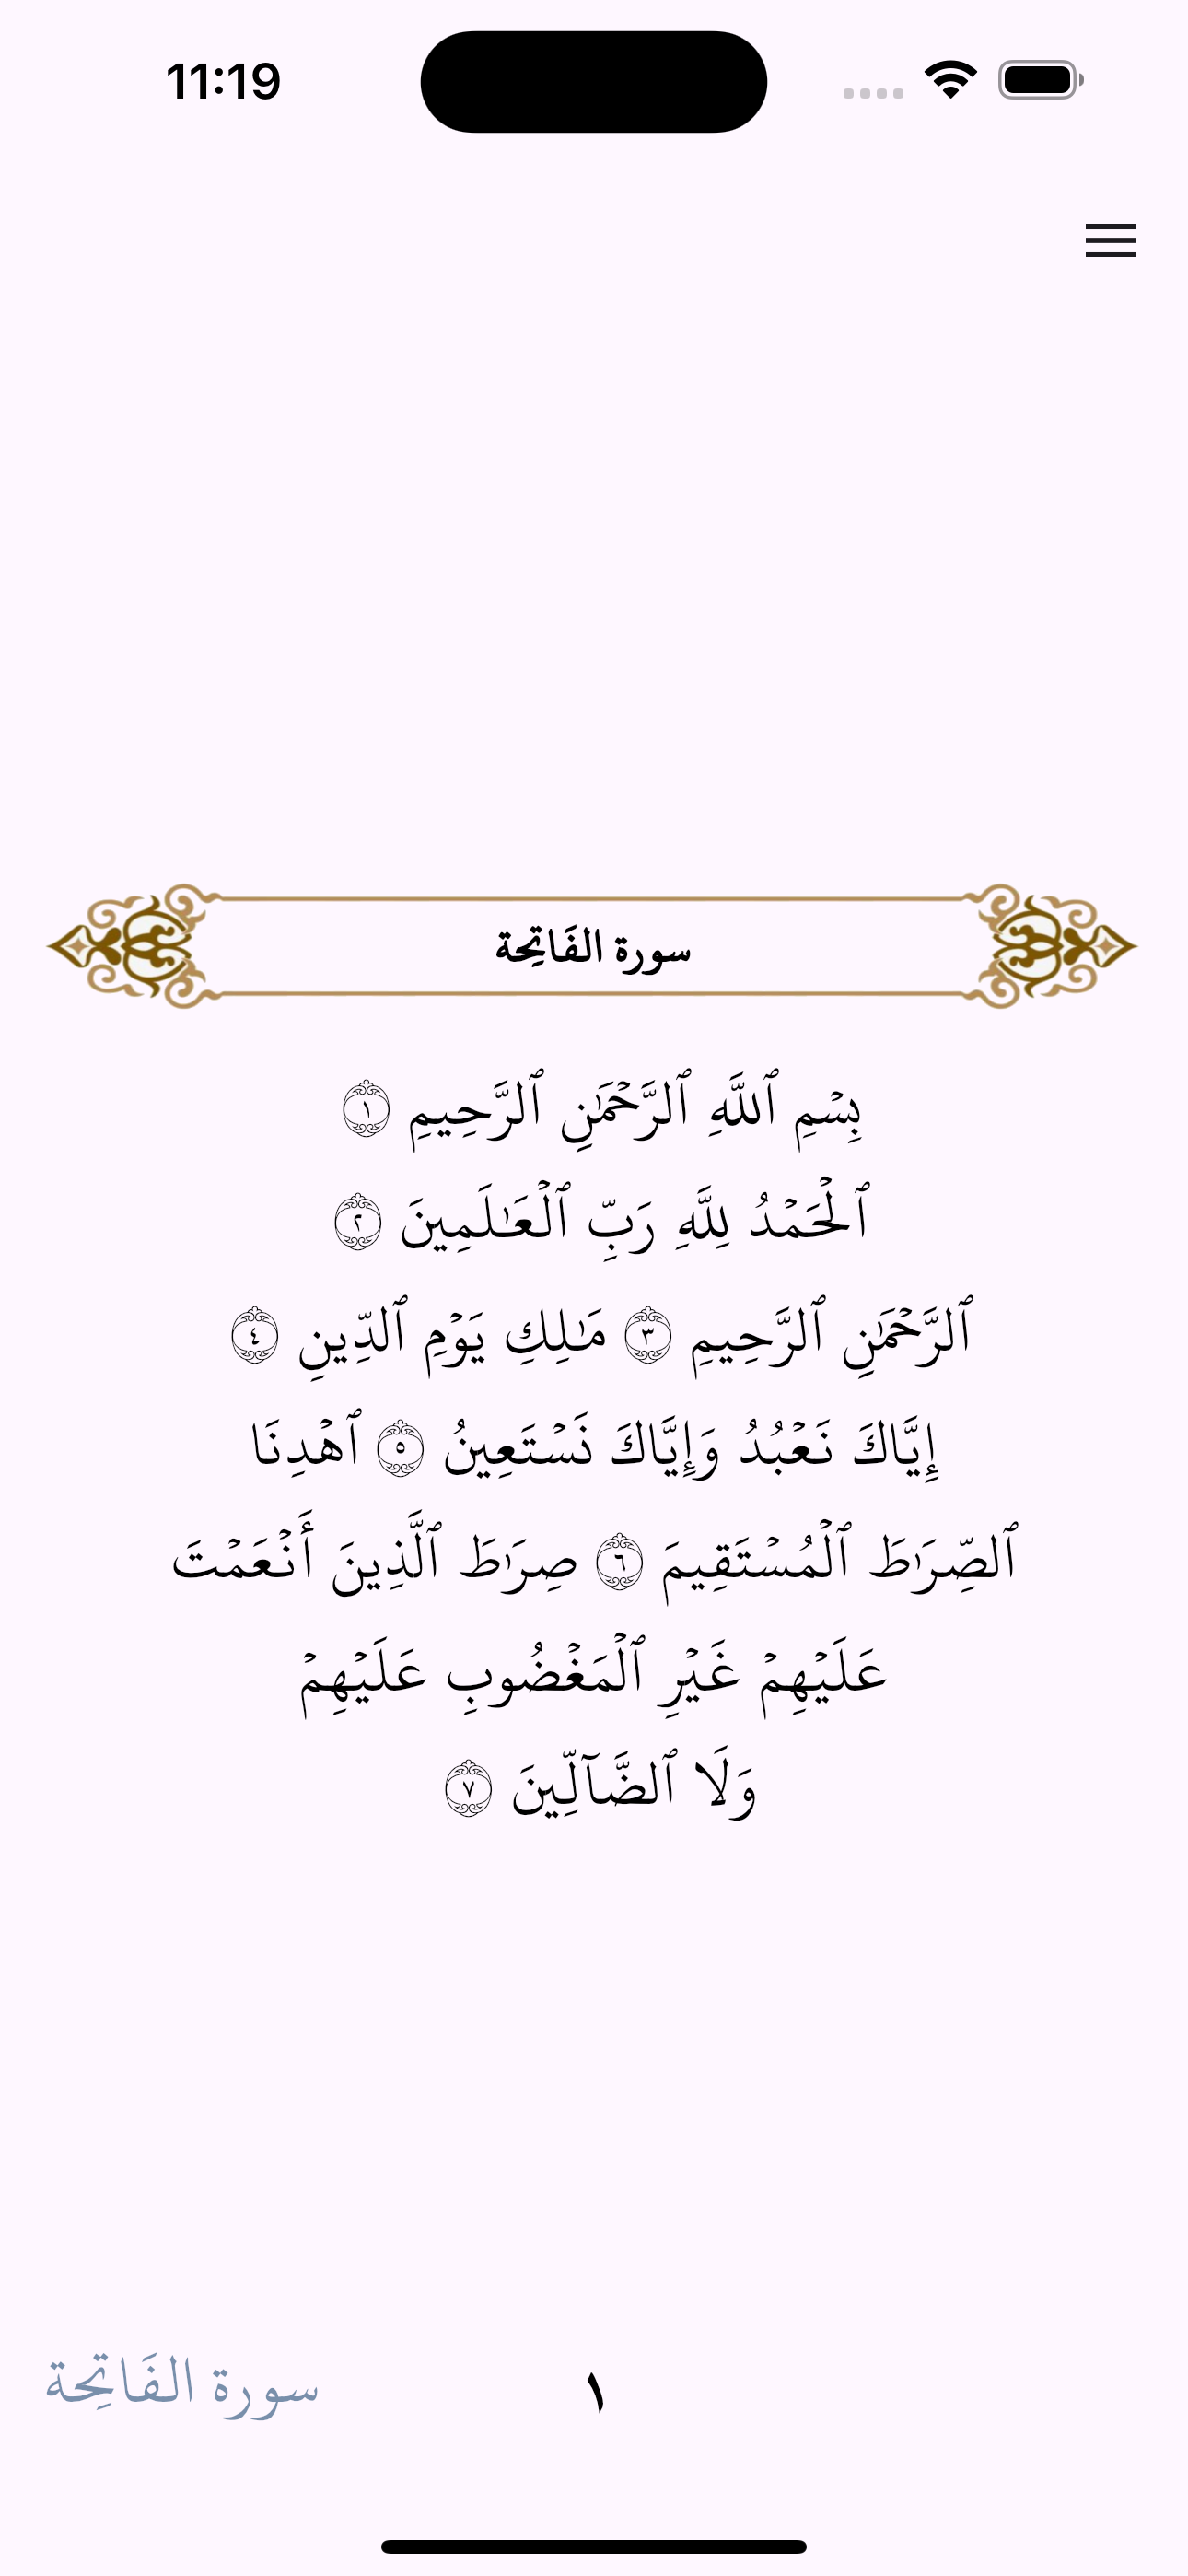 11:19
سورة الفَاتِحة
بِسۡمِ ٱللَّهِ ٱلرَّحۡمَٰنِ ٱلرَّحِيمِ ١
ٱلۡحَمۡدُ لِلَّهِ رَبِّ ٱلۡعَٰلَمِينَ ٢
ٱلرَّحۡمَٰنِ ٱلرَّحِيمِ ٣ مَٰلِكِ يَوۡمِ ٱلدِّينِ ٤
إِيَّاكَ نَعۡبُدُ وَإِيَّاكَ نَسۡتَعِينُ ٥ ٱهۡدِنَا
ٱلصِّرَٰطَ ٱلۡمُسۡتَقِيمَ ٦ صِرَٰطَ ٱلَّذِينَ أَنۡعَمۡتَ
عَلَيۡهِمۡ غَيۡرِ ٱلۡمَغۡضُوبِ عَلَيۡهِمۡ
وَلَا ٱلضَّآلِّينَ ٧
١
سورة الفَاتِحة